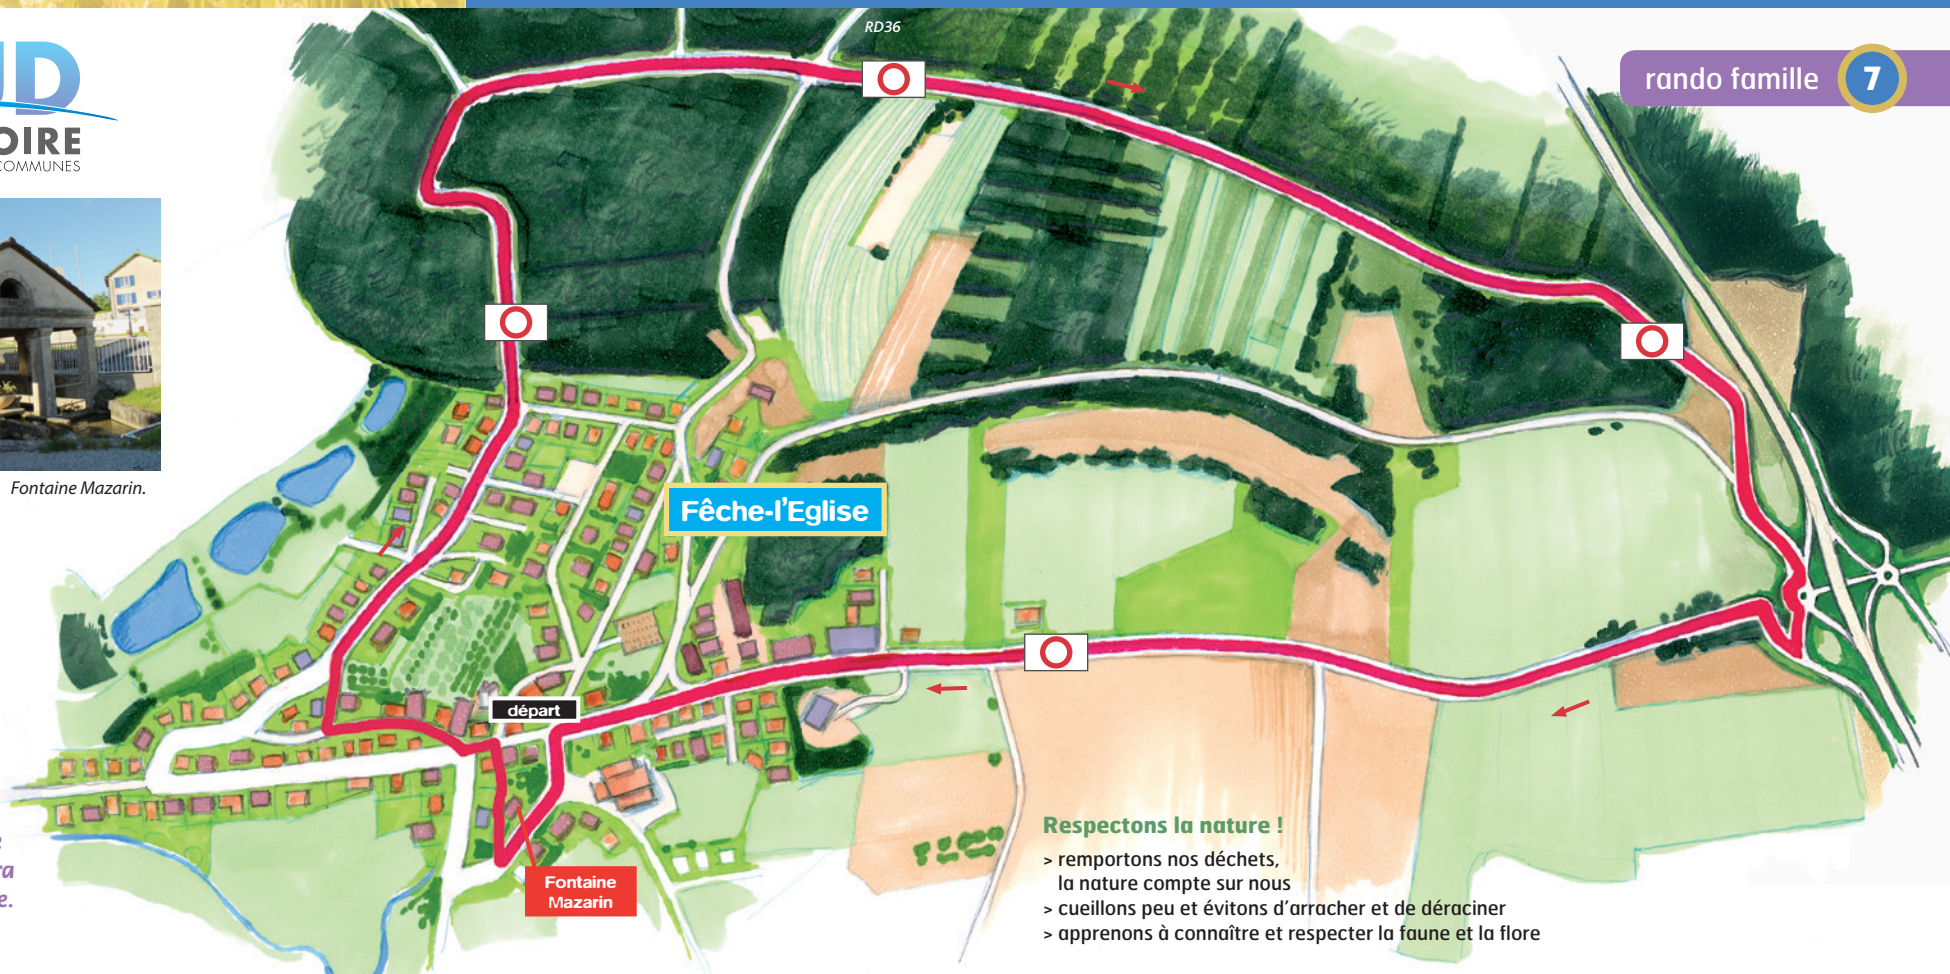 RD36
rando famille 7
UD
OIRE
COMMUNES
Fontaine Mazarin.
Fêche-l'Eglise
départ
Fontaine
Mazarin
e.
Respectons la nature !
> remportons nos déchets,
la nature compte sur nous
> cueillons peu et évitons d'arracher et de déraciner
> apprenons à connaître et respecter la faune et la flore